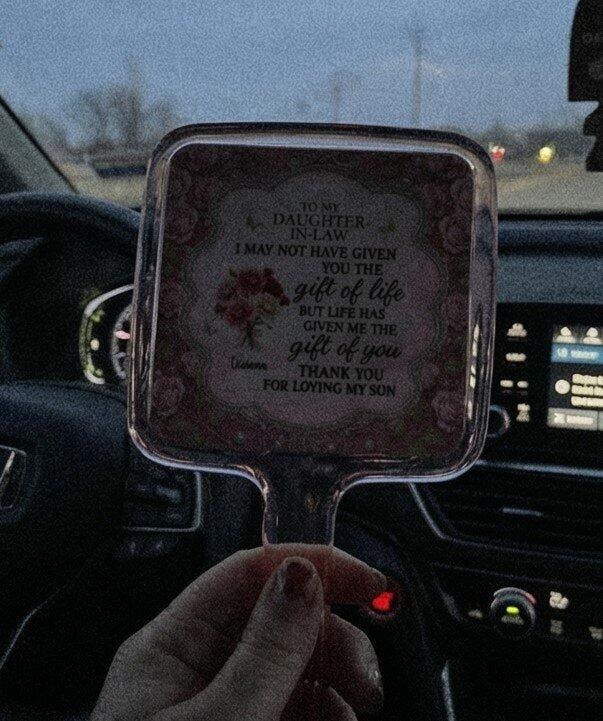 TO MY
DAUGHTER-
IN-LAW
I MAY NOT HAVE GIVEN
YOU THE
gift of life
BUT LIFE HAS
GIVEN ME THE
gift of you
THANK YOU
FOR LOVING MY SON